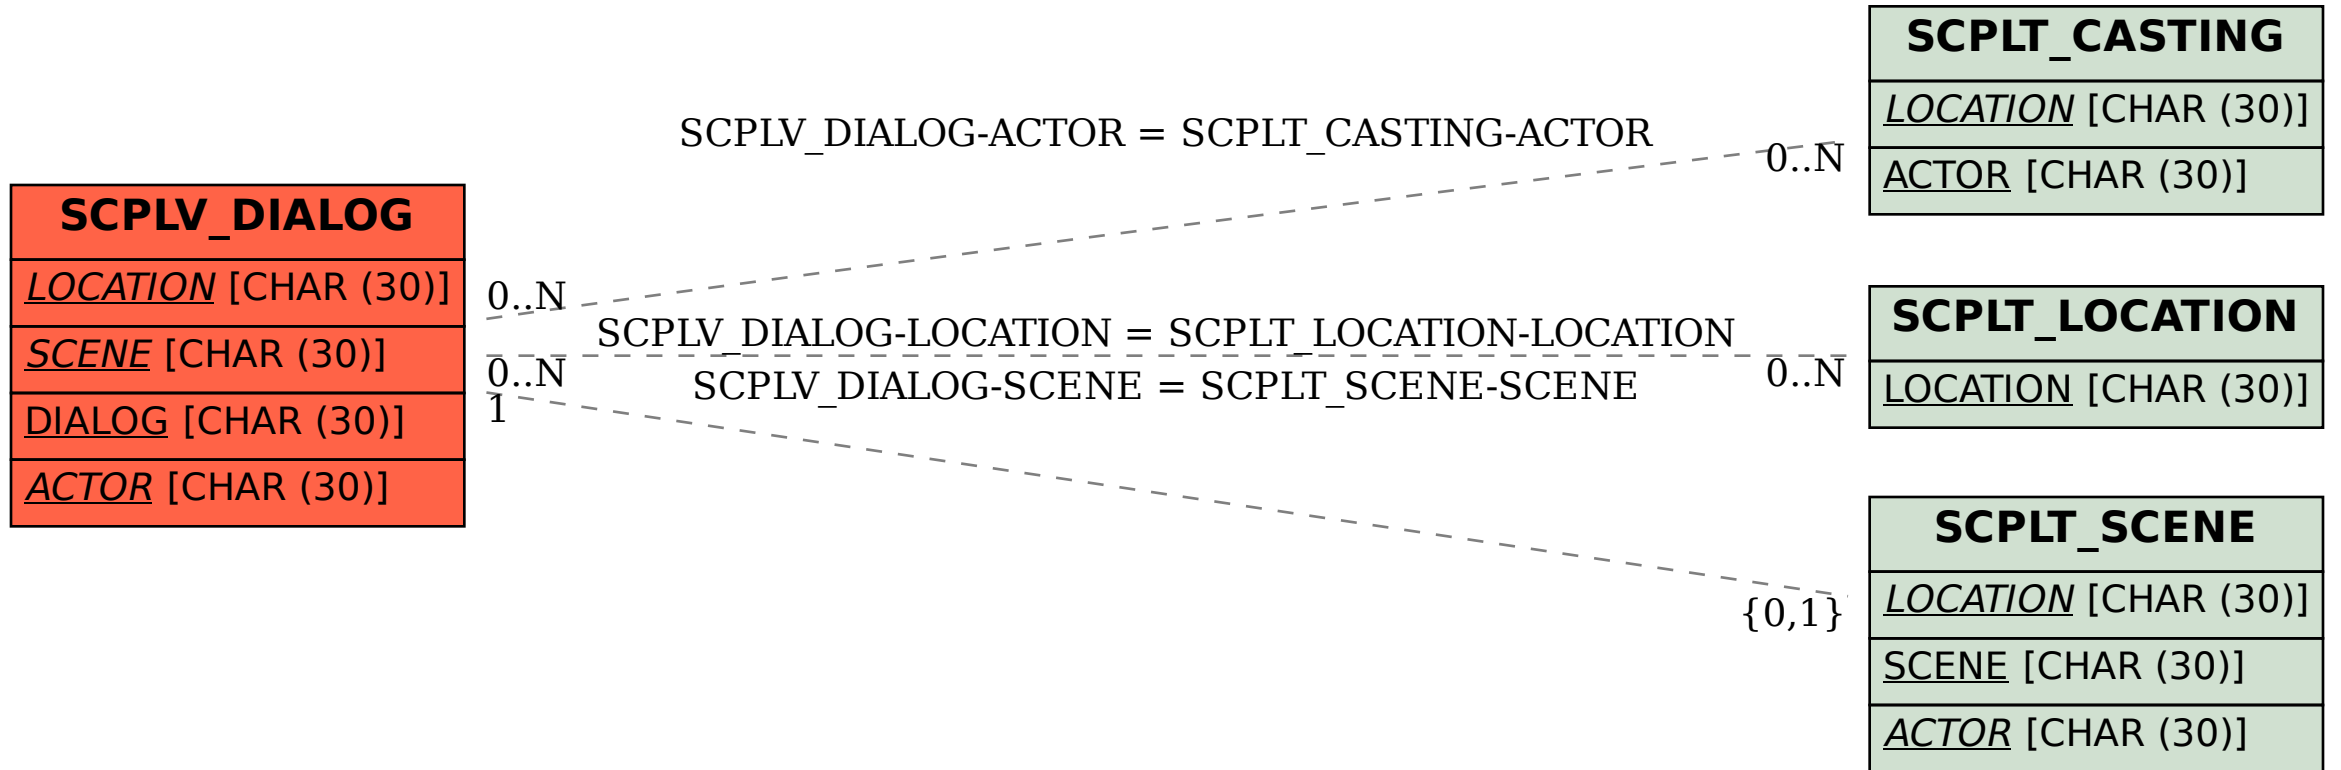 SCPLV_DIALOG
LOCATION [CHAR (30)]
SCENE [CHAR (30)]
DIALOG [CHAR (30)]
ACTOR [CHAR (30)]
SCPLV_DIALOG-ACTOR = SCPLT_CASTING-ACTOR
0..N
0..N
SCPLV_DIALOG-LOCATION = SCPLT_LOCATION-LOCATION
0..N
0..N
SCPLV_DIALOG-SCENE = SCPLT_SCENE-SCENE
1
{0,1}
SCPLT_CASTING
LOCATION [CHAR (30)]
ACTOR [CHAR (30)]
SCPLT_LOCATION
LOCATION [CHAR (30)]
SCPLT_SCENE
LOCATION [CHAR (30)]
SCENE [CHAR (30)]
ACTOR [CHAR (30)]